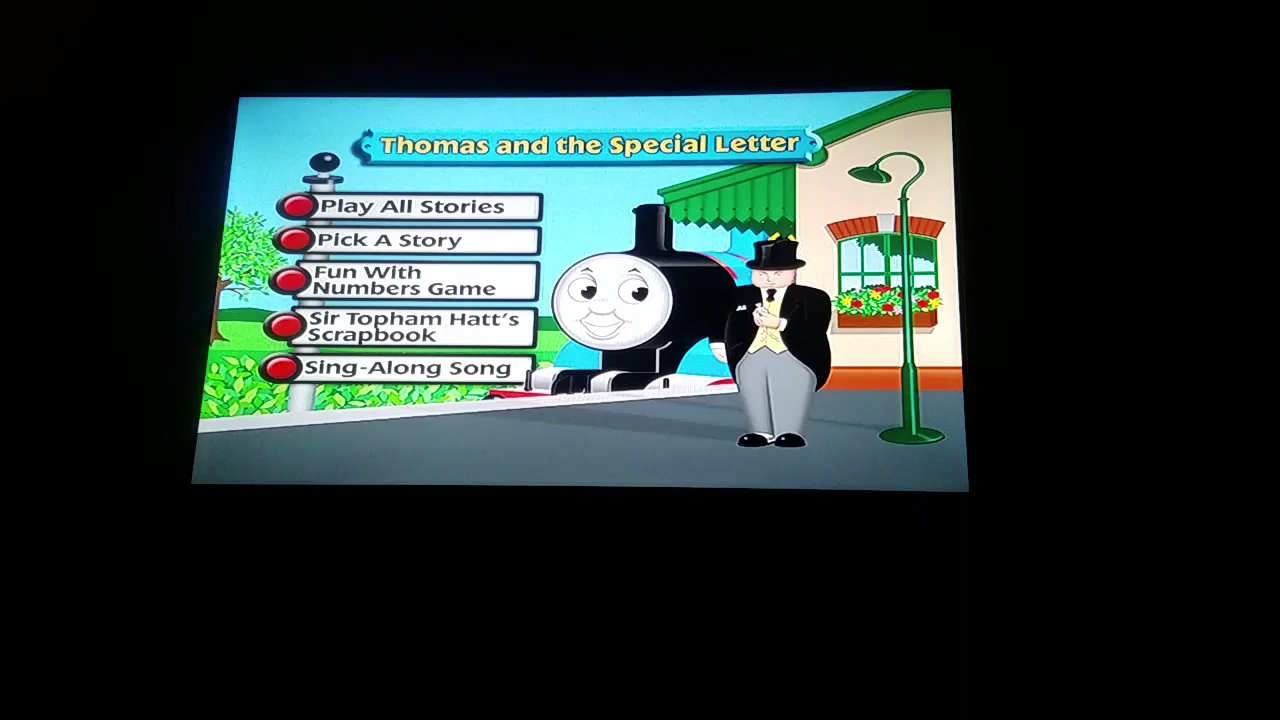 Thomas and the Special Letter
Play All Stories
Pick A Story
Fun With
Numbers Game
Sir Topham Hatt's
Scrapbook
Sing-Along Song